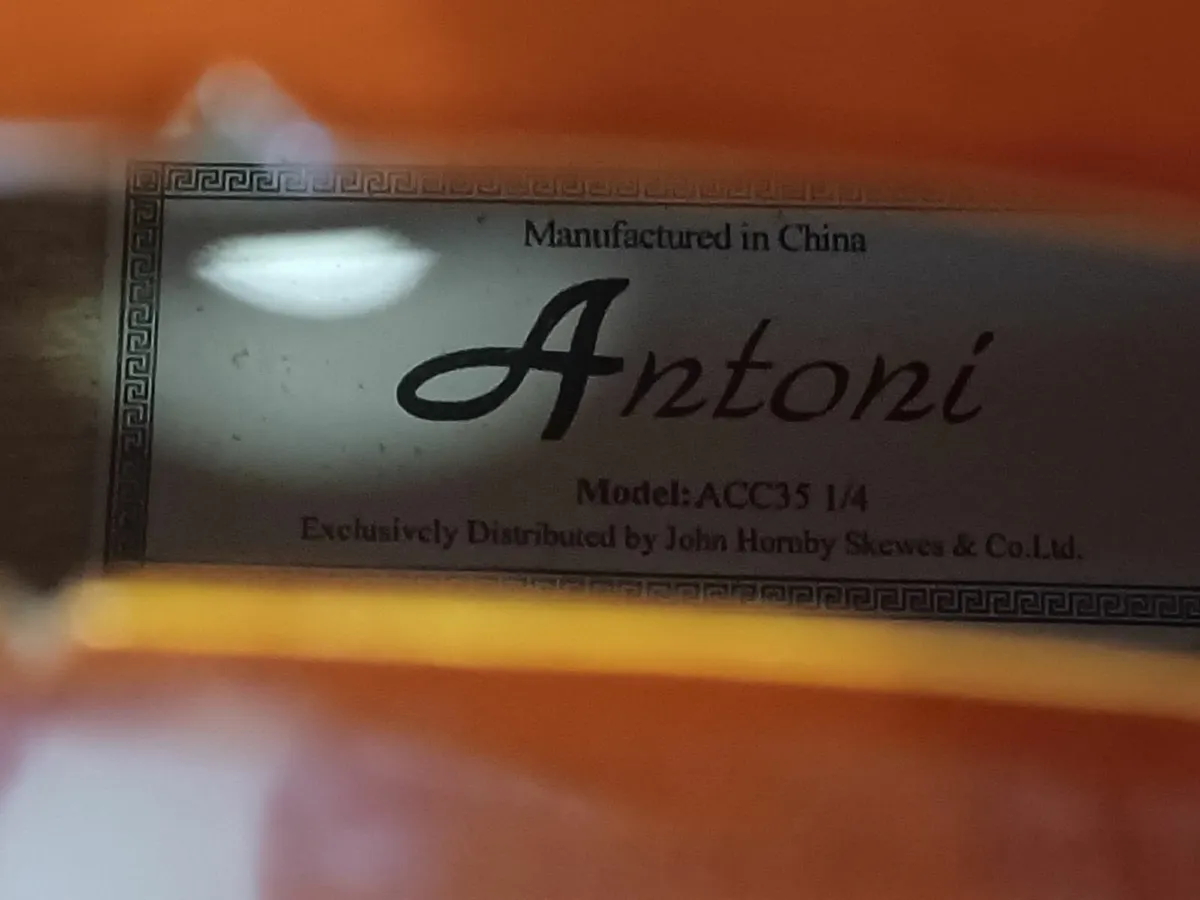 Manufactured in China
Antoni
Model:ACC35 1/4
Exclusively Distributed by John Hornby Skewes & Co.Ltd.